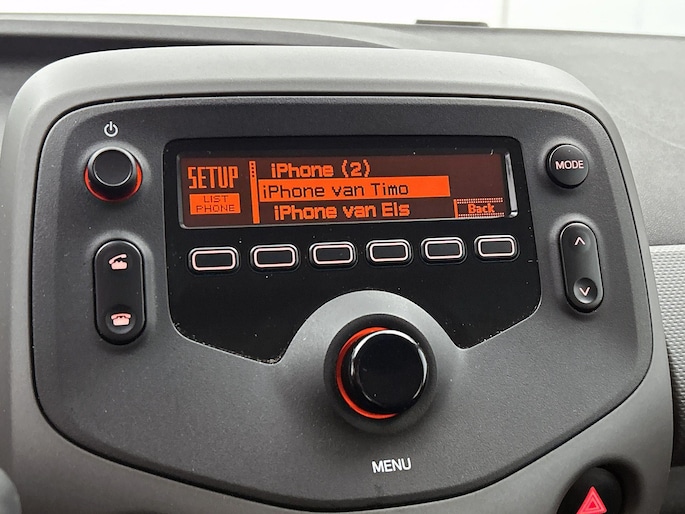 SETUP
LIST
PHONE
iPhone (2)
iPhone van Timo
iPhone van Els
Back
MODE
MENU